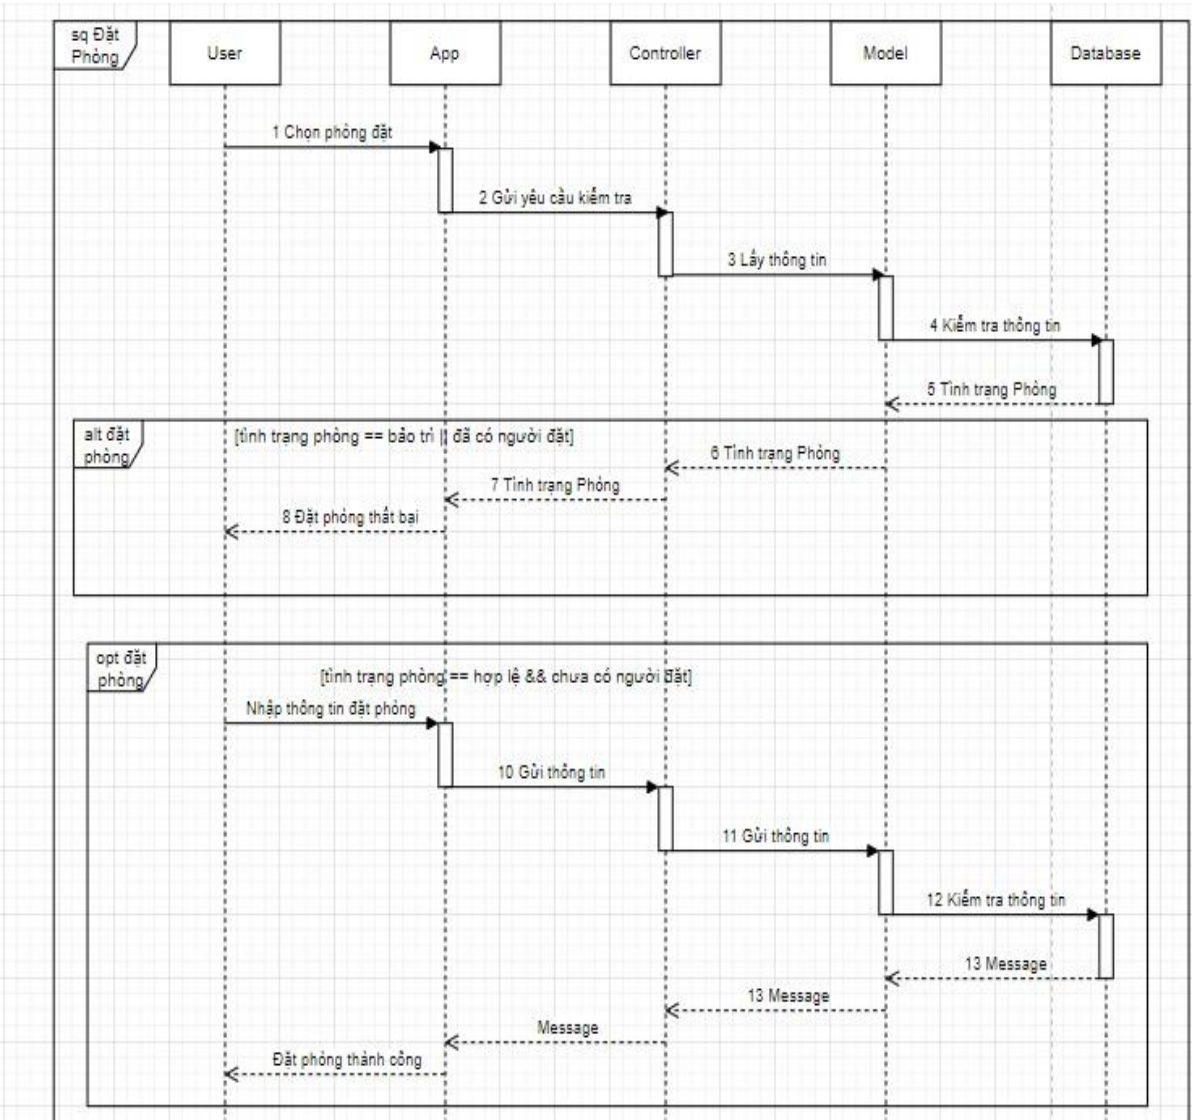 sq Đặt
Phòng
User
App
Controller
Model
Database
1 Chọn phòng đặt
2 Gửi yêu cầu kiểm tra
3 Lấy thông tin
4 Kiểm tra thông tin
5 Tình trạng Phòng
alt đặt
phòng
[tình trạng phòng == bảo trì || đã có người đặt]
6 Tình trạng Phòng
7 Tình trạng Phòng
8 Đặt phòng thất bại
opt đặt
phòng
[tình trạng phòng == hợp lệ && chưa có người đặt]
Nhập thông tin đặt phòng
10 Gửi thông tin
11 Gửi thông tin
12 Kiểm tra thông tin
13 Message
13 Message
Message
Đặt phòng thành công